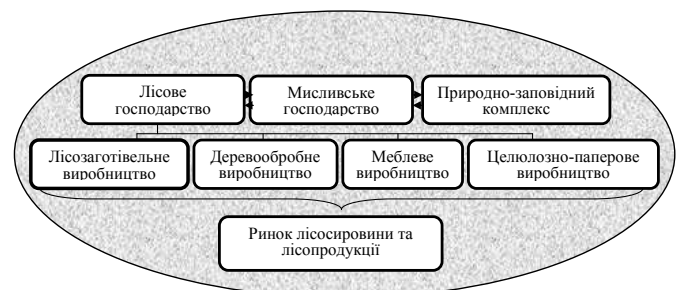 Лісове
господарство
Мисливське
господарство
Природно-заповідний
комплекс
Лісозаготівельне
виробництво
Деревообробне
виробництво
Меблеве
виробництво
Целюлозно-паперове
виробництво
Ринок лісосировини та
лісопродукції